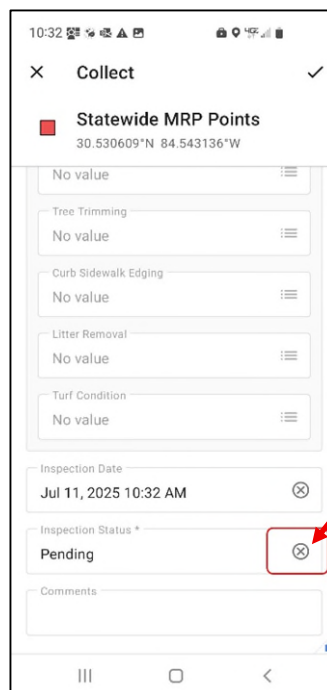 10:32
Collect
Statewide MRP Points
30.530609°N 84.543136°W
No value
Tree Trimming
No value
Curb Sidewalk Edging
No value
Litter Removal
No value
Turf Condition
No value
Inspection Date
Jul 11, 2025 10:32 AM
Inspection Status *
Pending
Comments